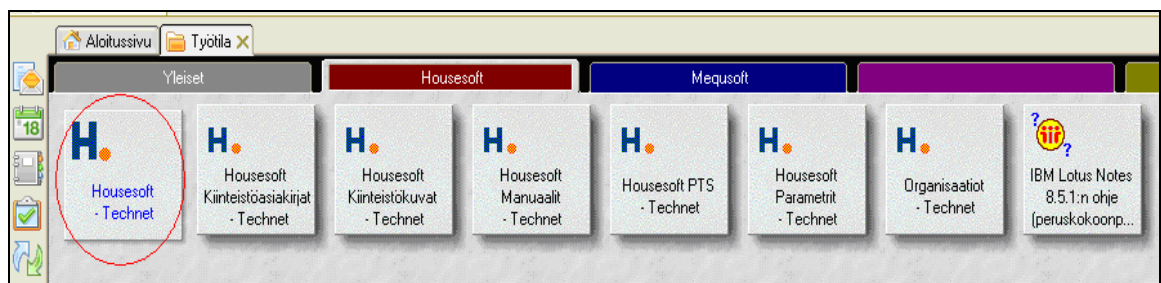 Aloitussivu
Työtila
Yleiset
Housesoft
Mequsoft
18
H.
Housesoft
- Technet
H.
Housesoft
Kiinteistöasiakirjat
- Technet
H.
Housesoft
Kiinteistökuvat
- Technet
H.
Housesoft
Manuaalit
- Technet
H.
Housesoft PTS
- Technet
H.
Housesoft
Parametrit
- Technet
H.
Organisaatiot
- Technet
? ?
IBM Lotus Notes
8.5.1:n ohje
(peruskokoonp...